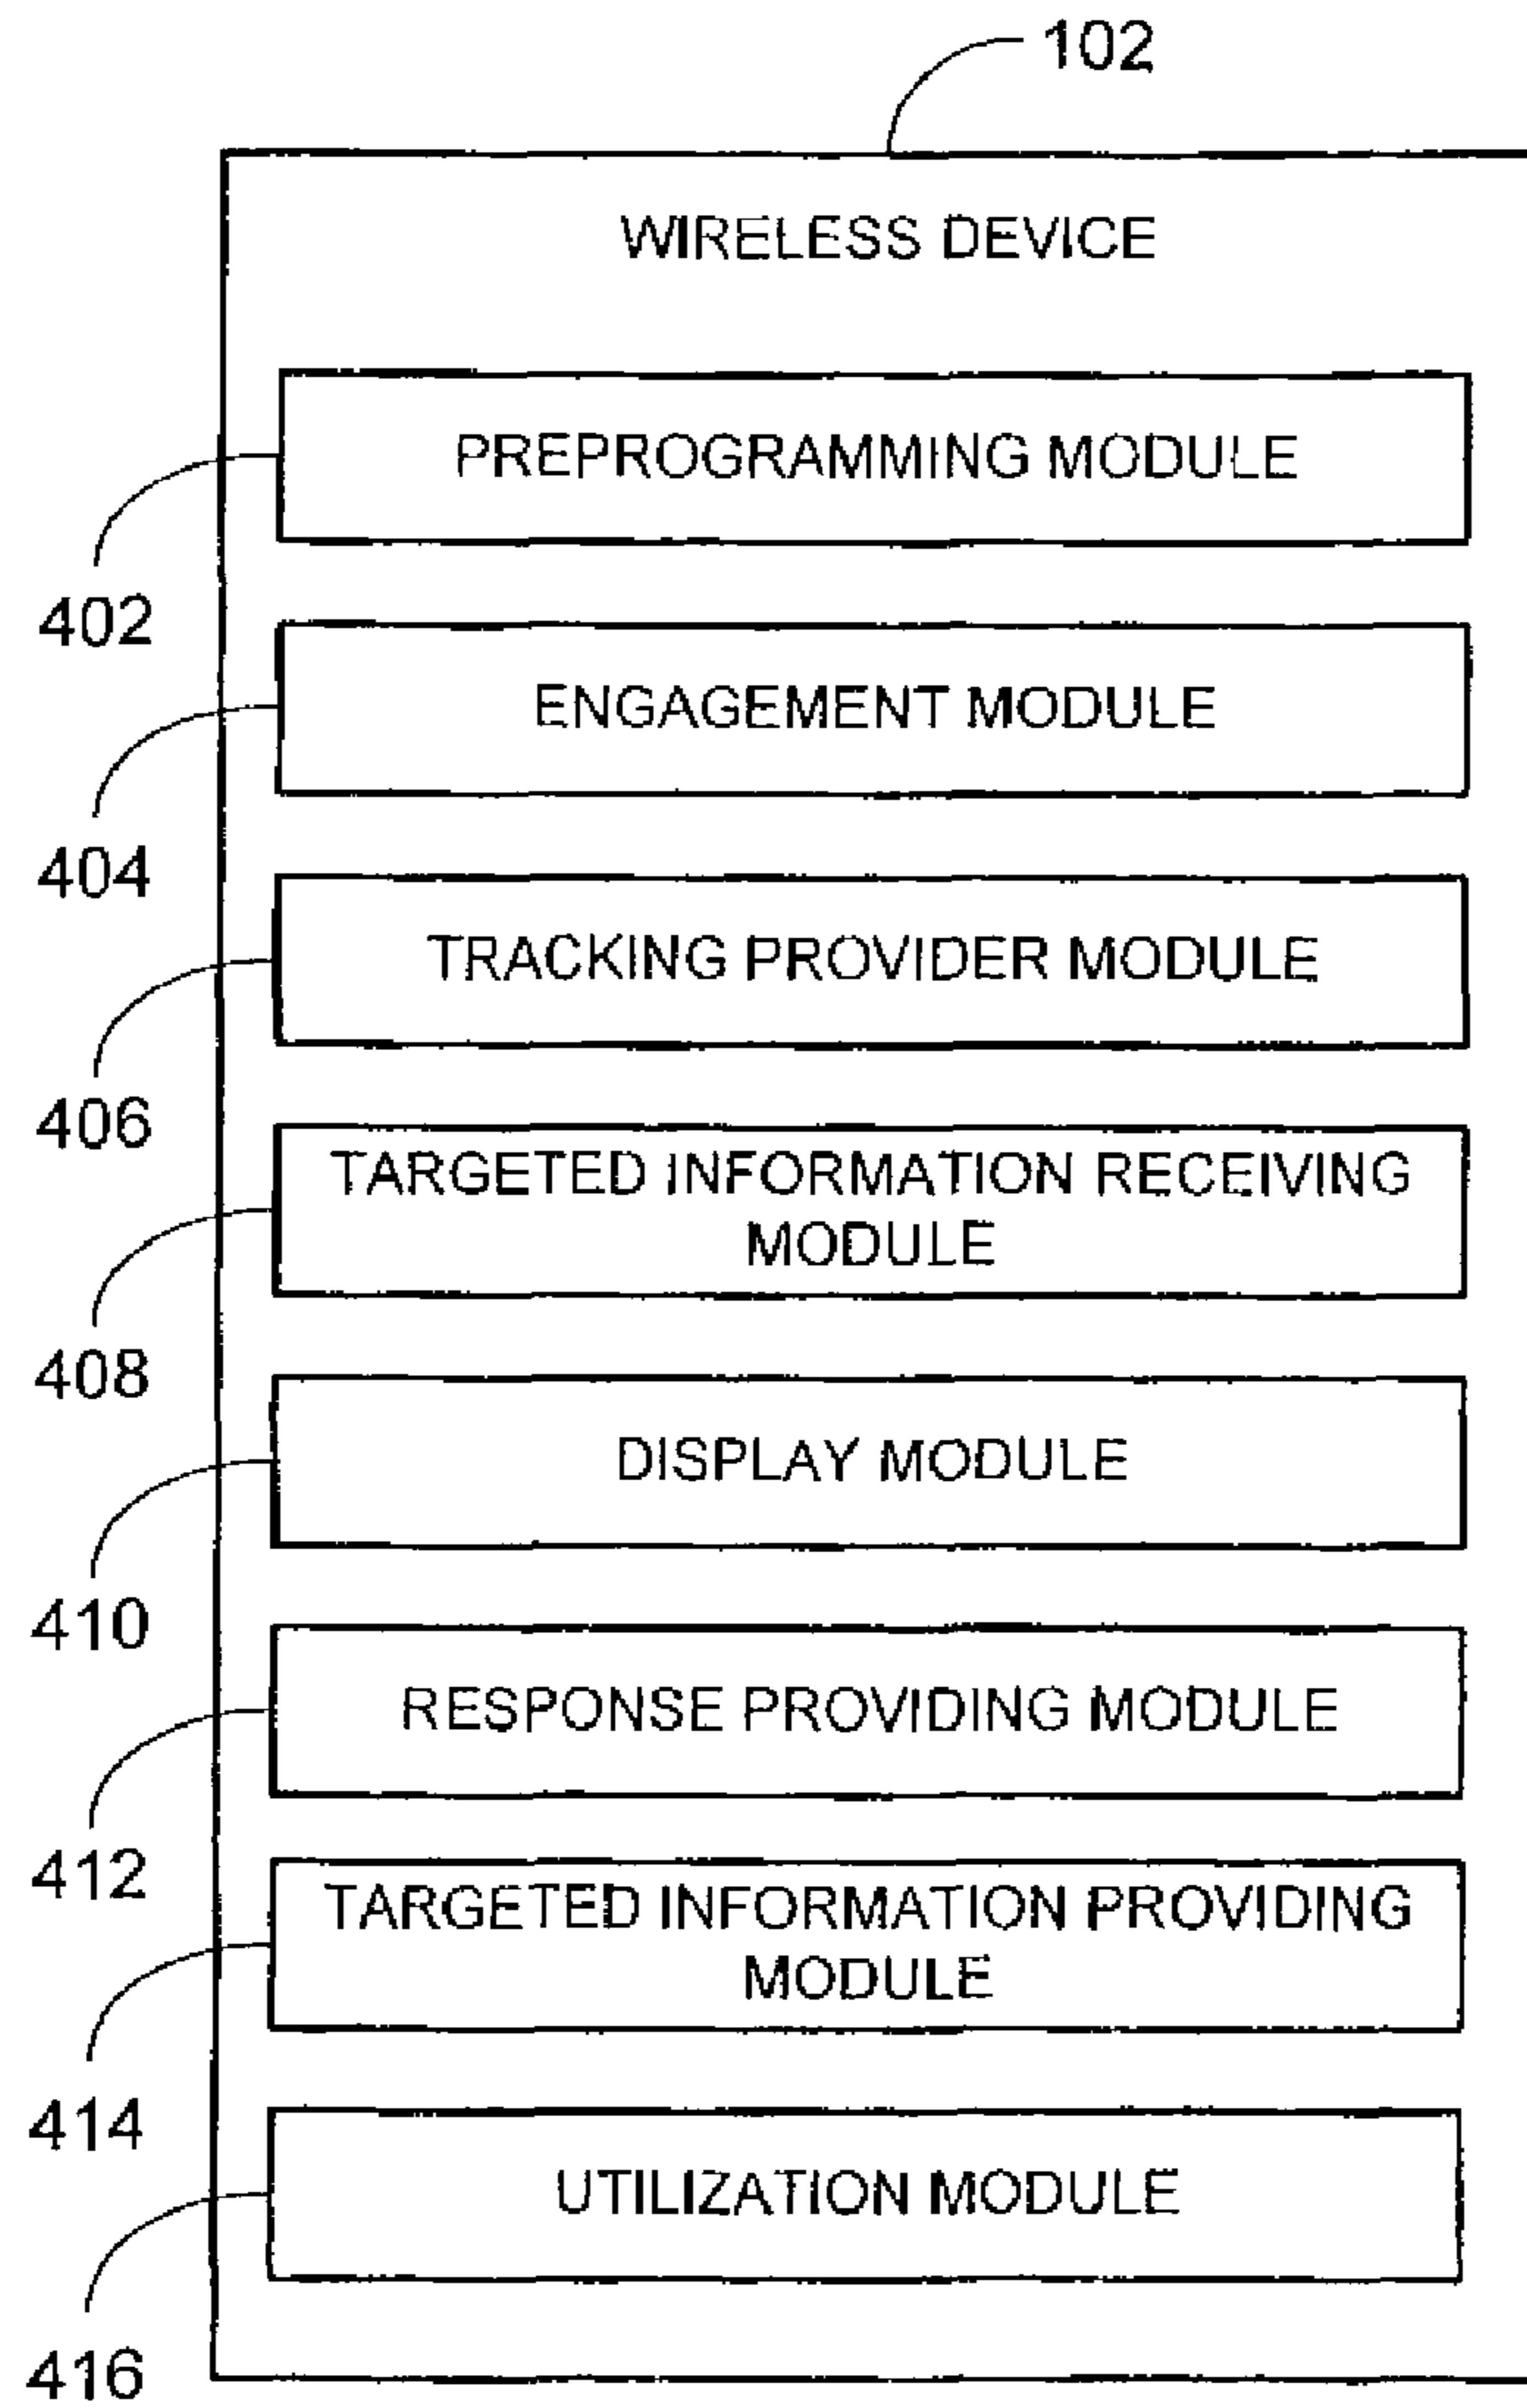 102
WIRELESS DEVICE
PREPROGRAMMING MODULE
402
ENGAGEMENT MODULE
404
TRACKING PROVIDER MODULE
406
TARGETED INFORMATION RECEIVING
MODULE
408
DISPLAY MODULE
410
RESPONSE PROVIDING MODULE
412
TARGETED INFORMATION PROVIDING
MODULE
414
UTILIZATION MODULE
416